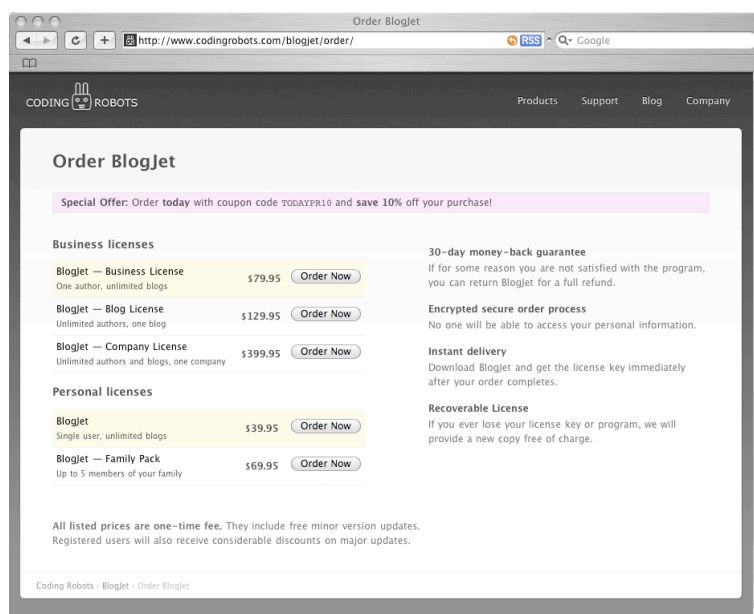 Order BlogJet
http://www.codingrobots.com/blogjet/order/
RSS
Google
CODING ROBOTS
Products Support Blog Company
Order BlogJet
Special Offer: Order today with coupon code TODAYPR10 and save 10% off your purchase!
Business licenses
BlogJet — Business License
One author, unlimited blogs
$79.95 Order Now
BlogJet — Blog License
Unlimited authors, one blog
$129.95 Order Now
BlogJet — Company License
Unlimited authors and blogs, one company
$399.95 Order Now
Personal licenses
BlogJet
Single user, unlimited blogs
$39.95 Order Now
BlogJet — Family Pack
Up to 5 members of your family
$69.95 Order Now
30-day money-back guarantee
If for some reason you are not satisfied with the program,
you can return BlogJet for a full refund.
Encrypted secure order process
No one will be able to access your personal information.
Instant delivery
Download BlogJet and get the license key immediately
after your order completes.
Recoverable License
If you ever lose your license key or program, we will
provide a new copy free of charge.
All listed prices are one-time fee. They include free minor version updates.
Registered users will also receive considerable discounts on major updates.
Coding Robots › BlogJet › Order BlogJet